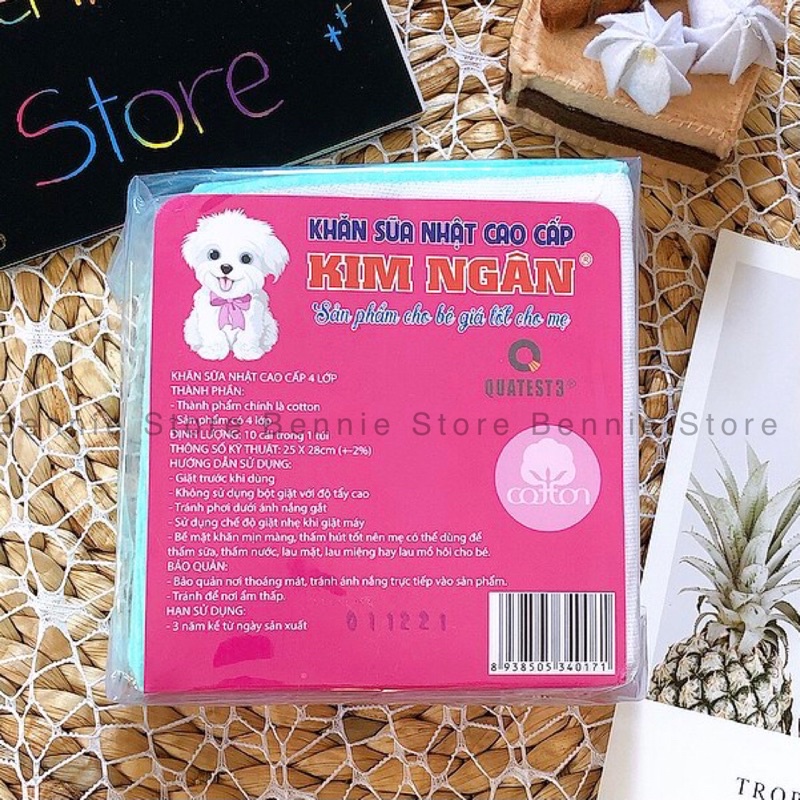 Store
KHĂN SỮA NHẬT CAO CẤP
KIM NGÂN®
Sản phẩm cho bé giá tốt cho mẹ
QUATEST3®
KHĂN SỮA NHẬT CAO CẤP 4 LỚP
THÀNH PHẦN:
- Thành phẩm chính là cotton
- Sản phẩm có 4 lớp
Bennie Store Bennie Store Bennie Store
ĐỊNH LƯỢNG: 10 cái trong 1 túi
THÔNG SỐ KỸ THUẬT: 25 X 28cm (+-2%)
HƯỚNG DẪN SỬ DỤNG:
- Giặt trước khi dùng
- Không sử dụng bột giặt với độ tẩy cao
- Tránh phơi dưới ánh nắng gắt
- Sử dụng chế độ giặt nhẹ khi giặt máy
- Bề mặt khăn mịn màng, thấm hút tốt nên mẹ có thể dùng để
thấm sữa, thấm nước, lau mặt, lau miệng hay lau mồ hôi cho bé.
cotton
BẢO QUẢN:
- Bảo quản nơi thoáng mát, tránh ánh nắng trực tiếp vào sản phẩm.
- Tránh để nơi ẩm thấp.
HẠN SỬ DỤNG:
- 3 năm kể từ ngày sản xuất
011221
8 938505 340171
TROP